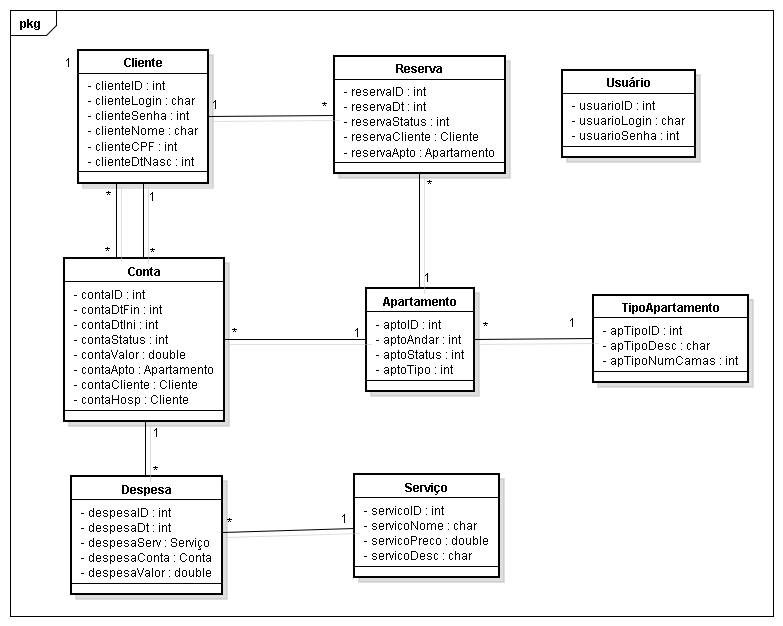 pkg
1
Cliente
- clienteID : int
- clienteLogin : char
- clienteSenha : int
- clienteNome : char
- clienteCPF : int
- clienteDtNasc : int
1
*
Reserva
- reservaID : int
- reservaDt : int
- reservaStatus : int
- reservaCliente : Cliente
- reservaApto : Apartamento
Usuário
- usuarioID : int
- usuarioLogin : char
- usuarioSenha : int
*
1
*
*
*
1
Conta
- contaID : int
- contaDtFin : int
- contaDtIni : int
- contaStatus : int
- contaValor : double
- contaApto : Apartamento
- contaCliente : Cliente
- contaHosp : Cliente
*
1
Apartamento
- aptoID : int
- aptoAndar : int
- aptoStatus : int
- aptoTipo : int
*
1
TipoApartamento
- apTipoID : int
- apTipoDesc : char
- apTipoNumCamas : int
1
*
Despesa
- despesaID : int
- despesaDt : int
- despesaServ : Serviço
- despesaConta : Conta
- despesaValor : double
*
1
Serviço
- servicoID : int
- servicoNome : char
- servicoPreco : double
- servicoDesc : char